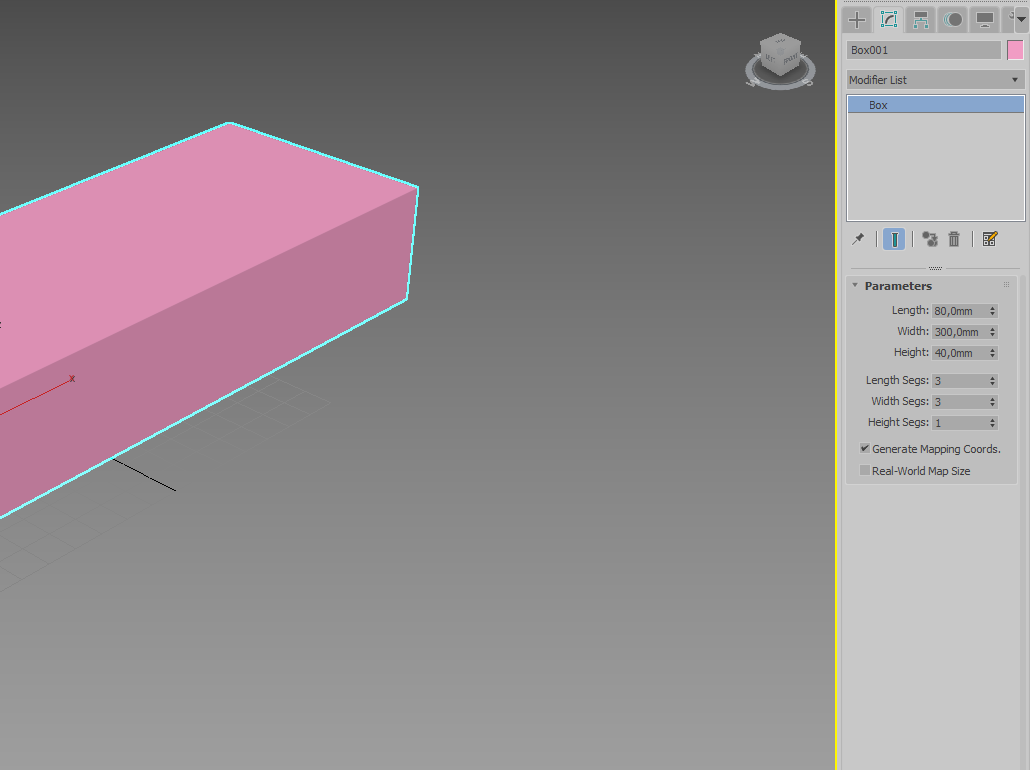 Box001
Modifier List
Box
x
Parameters
Length: 80,0mm
Width: 300,0mm
Height: 40,0mm
Length Segs: 3
Width Segs: 3
Height Segs: 1
Generate Mapping Coords.
Real-World Map Size